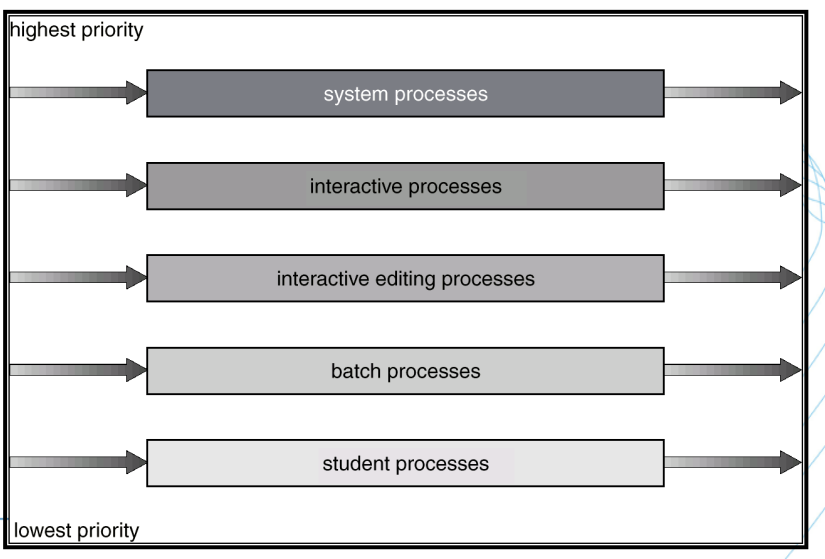 highest priority
system processes
interactive processes
interactive editing processes
batch processes
student processes
lowest priority